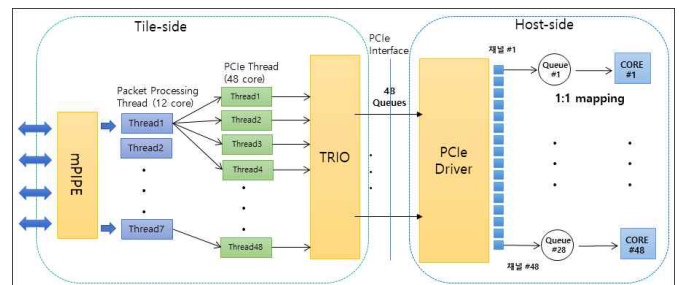 Tile-side
Host-side
PCIe
Interface
PCIe Thread
(48 core)
Packet Processing
Thread (12 core)
mPIPE
Thread1
Thread2
Thread7
Thread1
Thread2
Thread3
Thread4
Thread48
TRIO
48
Queues
PCIe
Driver
채널 #1
Queue
#1
CORE
#1
1:1 mapping
Queue
#28
CORE
#48
채널 #48